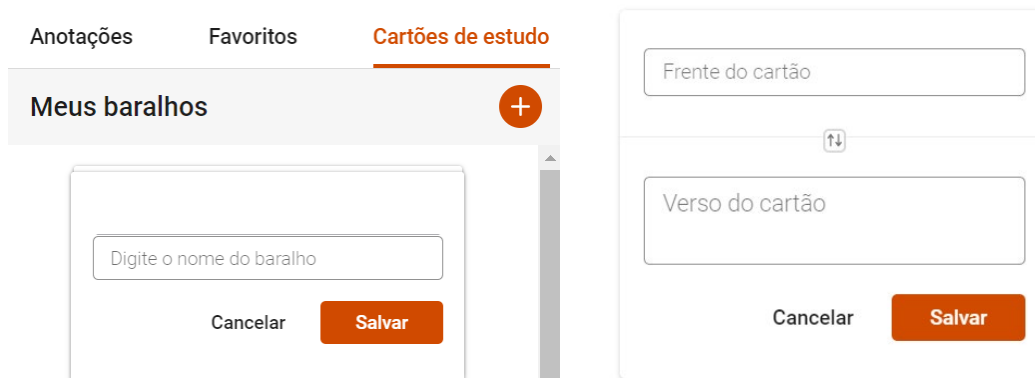 Anotações Favoritos Cartões de estudo
Meus baralhos
Digite o nome do baralho
Cancelar Salvar
Frente do cartão
Verso do cartão
Cancelar Salvar